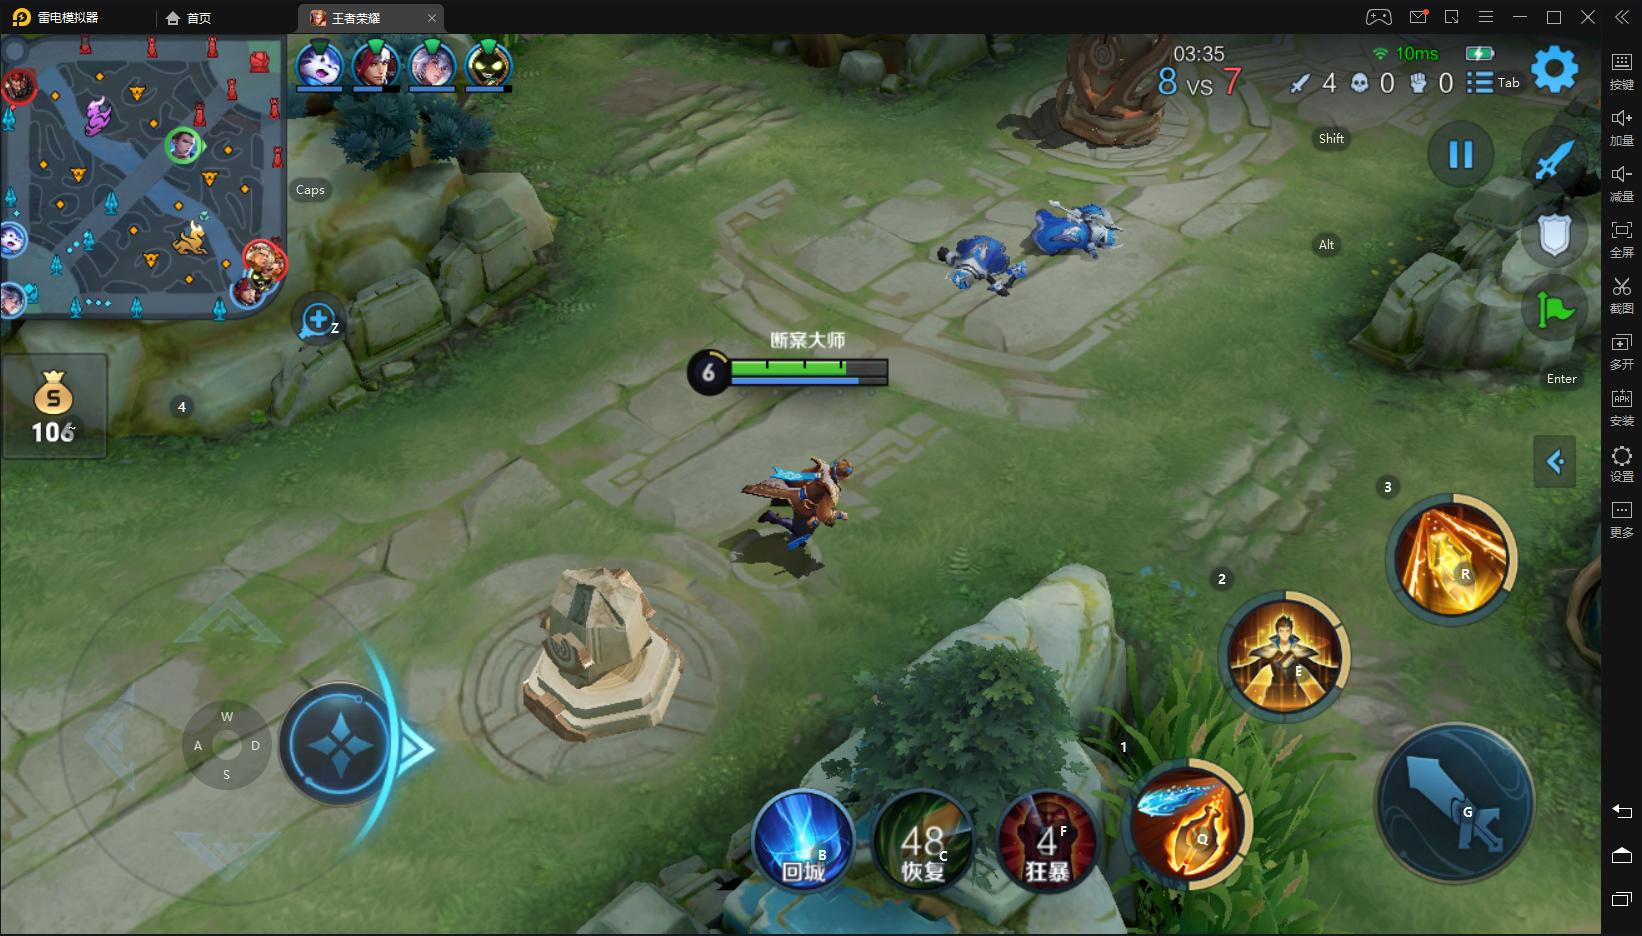 雷电模拟器
首页
王者荣耀
03:35
8 VS 7
10ms
4 0 0
Tab
Shift
Caps
Alt
Z
Enter
106
4
断案大师
6
3
R
2
E
1
W
A D
S
B
回城
48
C
恢复
4
F
狂暴
Q
G
按键
加量
减量
全屏
截图
多开
APK
安装
设置
更多